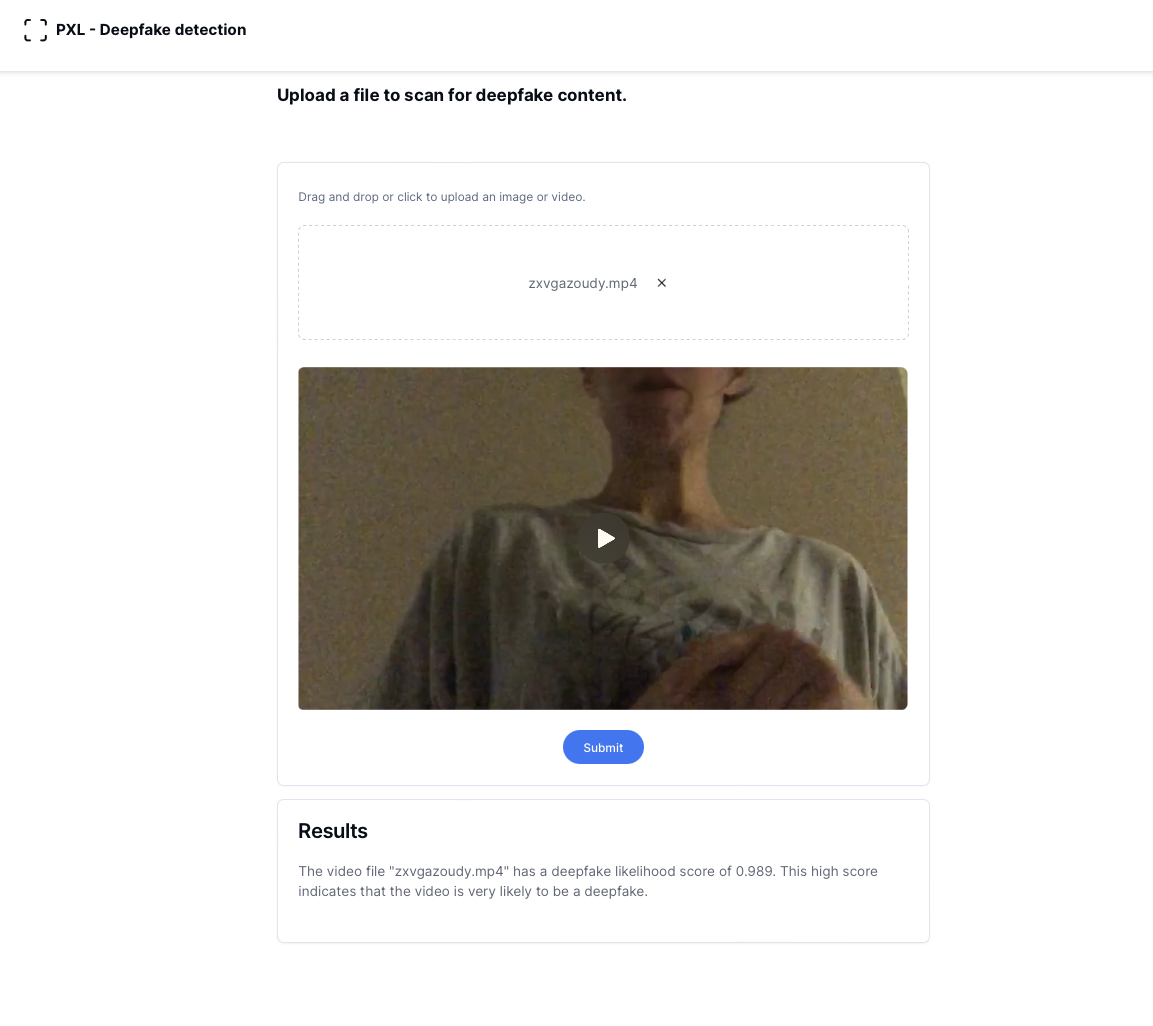 PXL - Deepfake detection
Upload a file to scan for deepfake content.
Drag and drop or click to upload an image or video.
zxvgazoudy.mp4
Submit
Results
The video file "zxvgazoudy.mp4" has a deepfake likelihood score of 0.989. This high score
indicates that the video is very likely to be a deepfake.